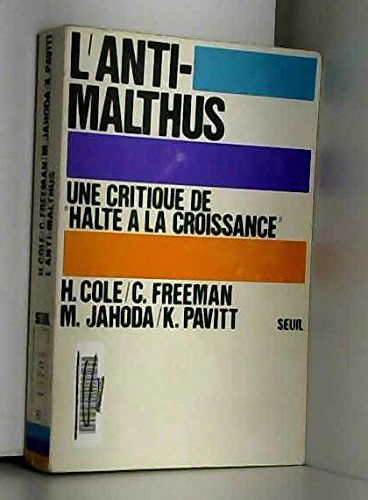 L'ANTI-
MALTHUS
UNE CRITIQUE DE
"HALTE A LA CROISSANCE"
H. COLE/C. FREEMAN
M. JAHODA/K. PAVITT
SEUIL
H. COLE/C. FREEMAN/M. JAHODA/K. PAVITT
L'ANTI-MALTHUS
SEUIL